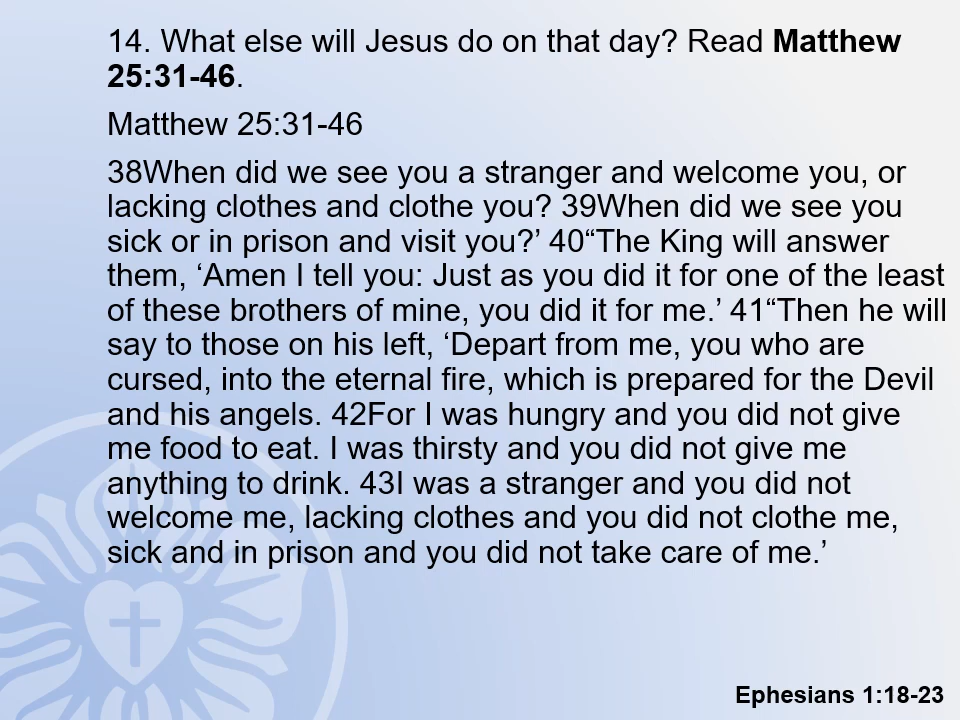 14. What else will Jesus do on that day? Read Matthew
25:31-46.
Matthew 25:31-46
38When did we see you a stranger and welcome you, or
lacking clothes and clothe you? 39When did we see you
sick or in prison and visit you?’ 40“The King will answer
them, ‘Amen I tell you: Just as you did it for one of the least
of these brothers of mine, you did it for me.’ 41“Then he will
say to those on his left, ‘Depart from me, you who are
cursed, into the eternal fire, which is prepared for the Devil
and his angels. 42For I was hungry and you did not give
me food to eat. I was thirsty and you did not give me
anything to drink. 43I was a stranger and you did not
welcome me, lacking clothes and you did not clothe me,
sick and in prison and you did not take care of me.’
Ephesians 1:18-23